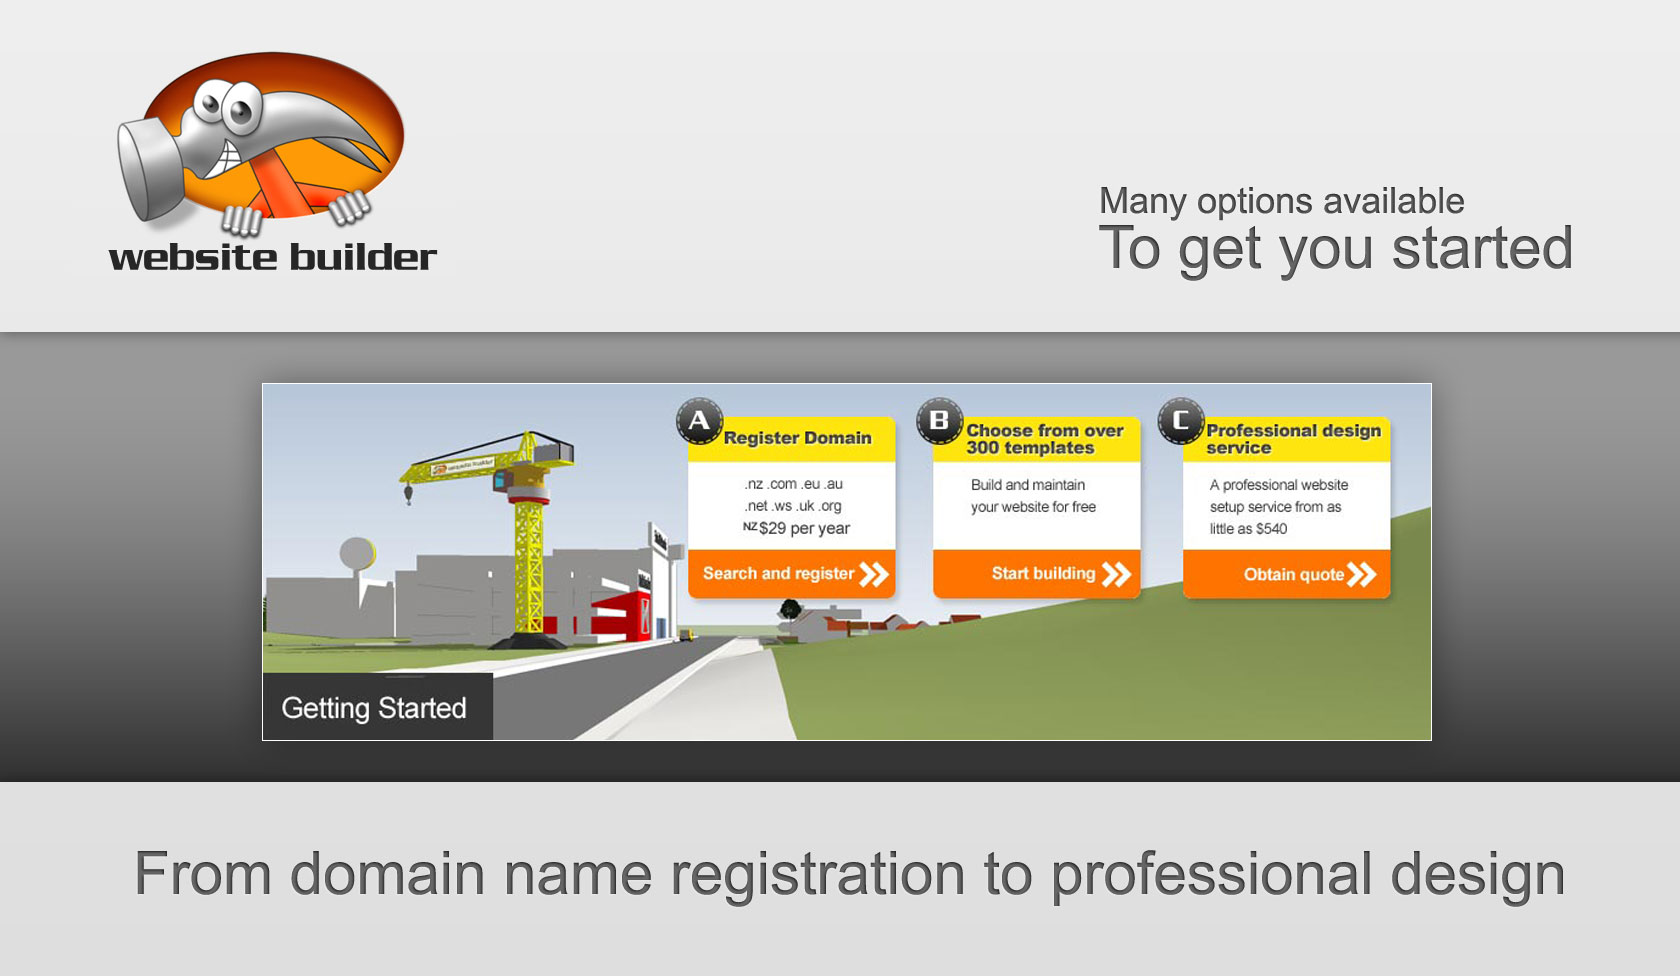 website builder
Many options available
To get you started
website builder
A
Register Domain
.nz .com .eu .au
.net .ws .uk .org
NZ$29 per year
Search and register
B
Choose from over
300 templates
Build and maintain
your website for free
Start building
C
Professional design
service
A professional website
setup service from as
little as $540
Obtain quote
Getting Started
From domain name registration to professional design